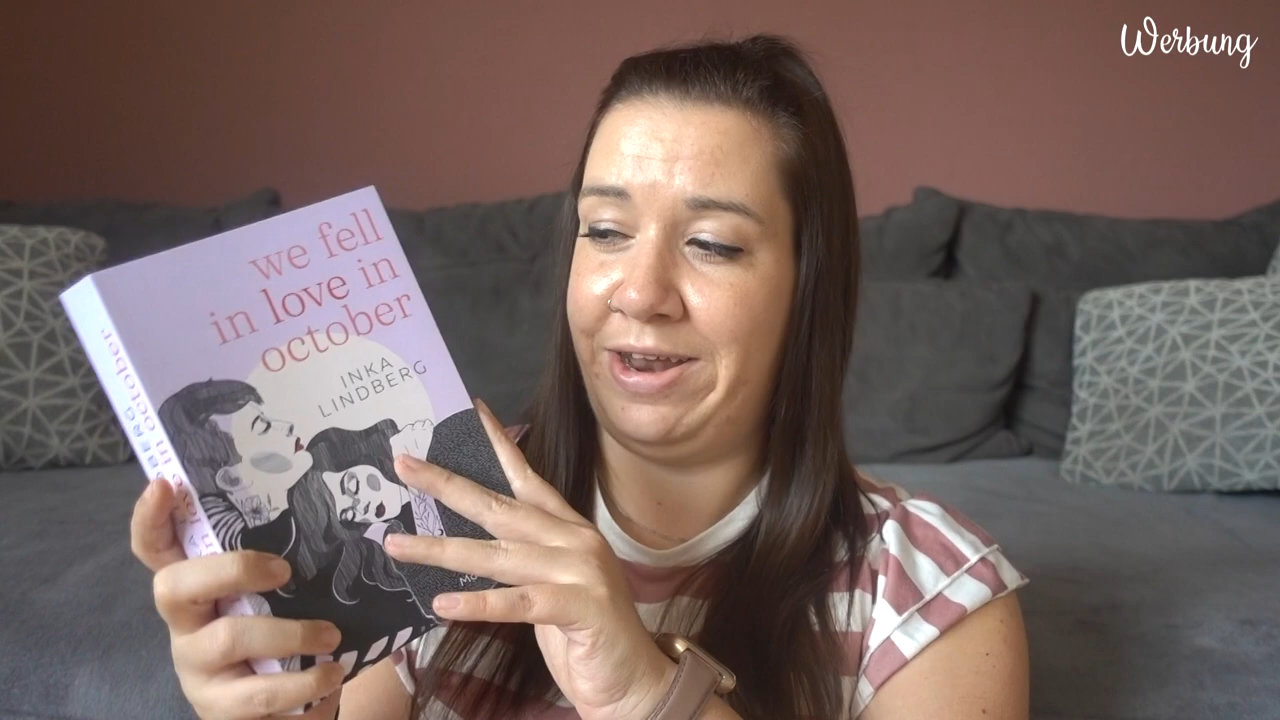 Werbung
we fell
in love in
october
INKA
LINDBERG